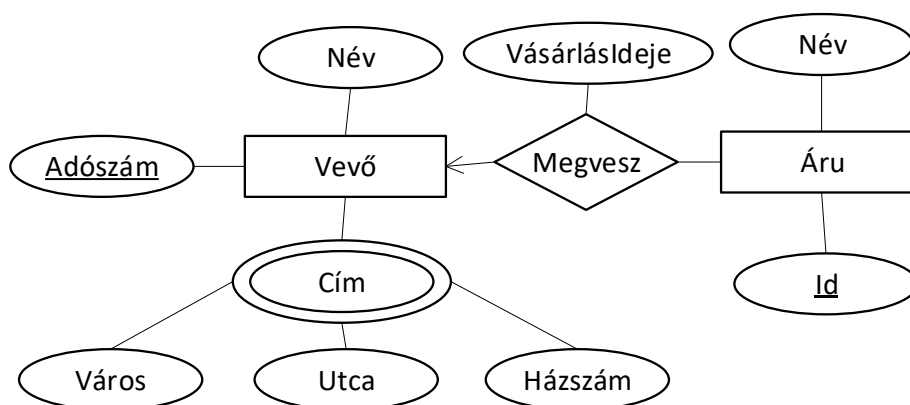 Név
VásárlásIdeje
Név
Adószám
Vevő
Megvesz
Áru
Cím
Id
Város
Utca
Házszám